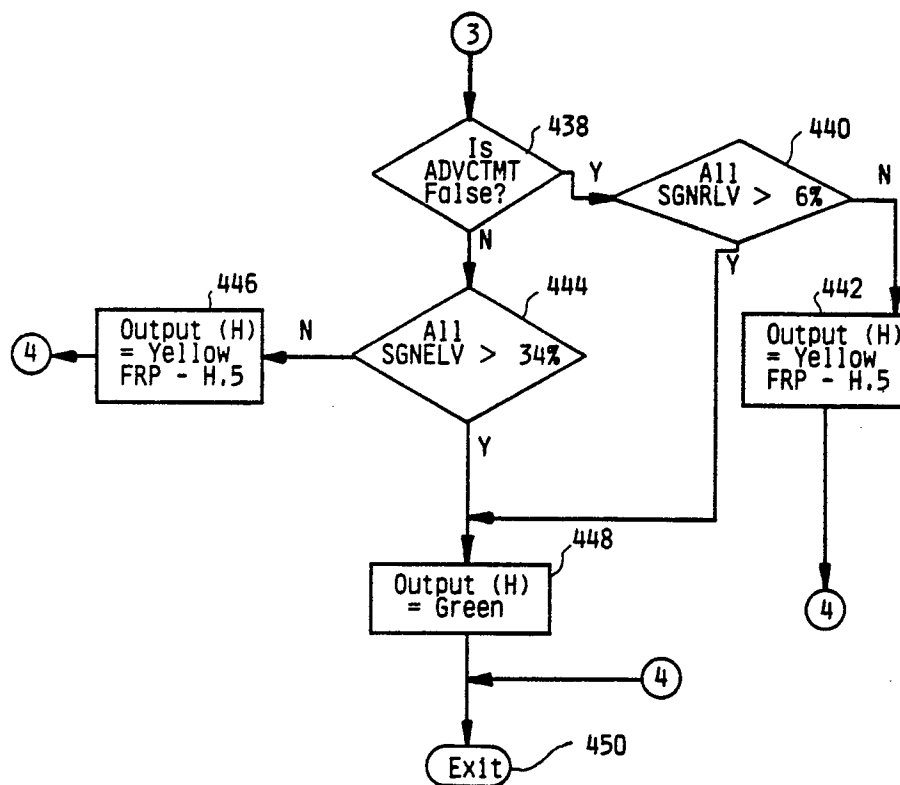 3
438
Is
ADVCTMT
False?
Y
N
440
All
SGNRLV > 6%
N
Y
446
Output (H)
= Yellow
FRP - H.5
4
N
444
All
SGNELV > 34%
Y
442
Output (H)
= Yellow
FRP - H.5
4
448
Output (H)
= Green
4
Exit
450